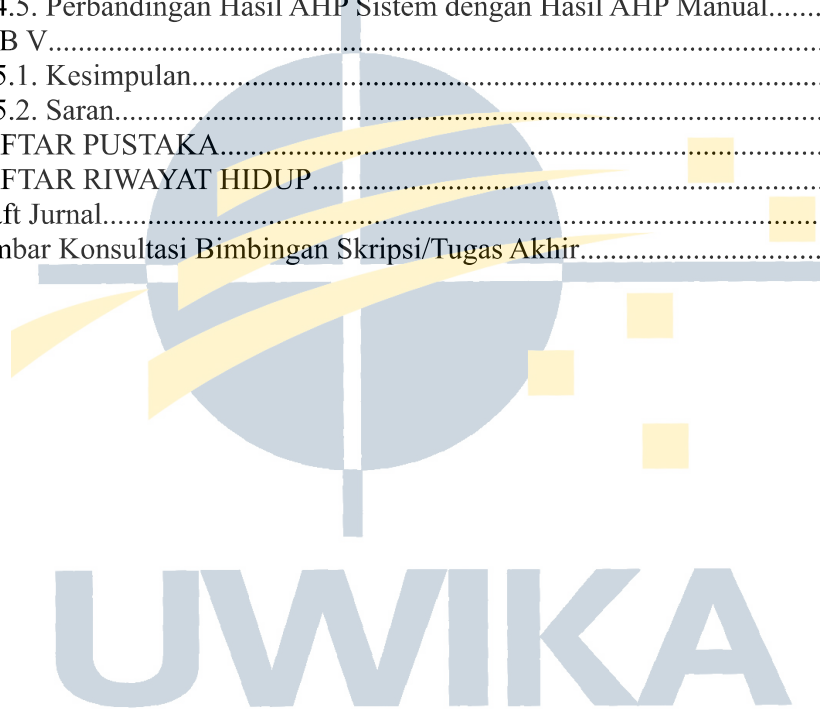 4.5. Perbandingan Hasil AHP Sistem dengan Hasil AHP Manual.......
B V....................................................................................................
5.1. Kesimpulan...................................................................................
5.2. Saran.............................................................................................
FTAR PUSTAKA...............................................................................
FTAR RIWAYAT HIDUP...................................................................
ft Jurnal..............................................................................................
mbar Konsultasi Bimbingan Skripsi/Tugas Akhir................................
UWIKA